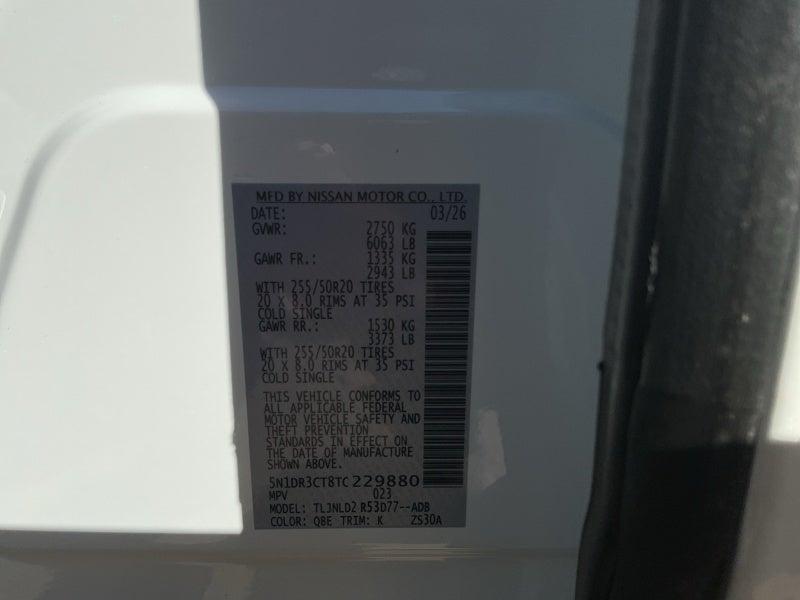 MFD BY NISSAN MOTOR CO., LTD.
DATE: 03/26
GVWR: 2750 KG
6063 LB
GAWR FR.: 1335 KG
2943 LB
WITH 255/50R20 TIRES
20 X 8.0 RIMS AT 35 PSI
COLD SINGLE
GAWR RR.: 1530 KG
3373 LB
WITH 255/50R20 TIRES
20 X 8.0 RIMS AT 35 PSI
COLD SINGLE
THIS VEHICLE CONFORMS TO
ALL APPLICABLE FEDERAL
MOTOR VEHICLE SAFETY AND
THEFT PREVENTION
STANDARDS IN EFFECT ON
THE DATE OF MANUFACTURE
SHOWN ABOVE.
5N1DR3CT8TC229880
MPV 023
MODEL: TLJNLD2 R53D77--ADB
COLOR: QBE TRIM: K ZS30A